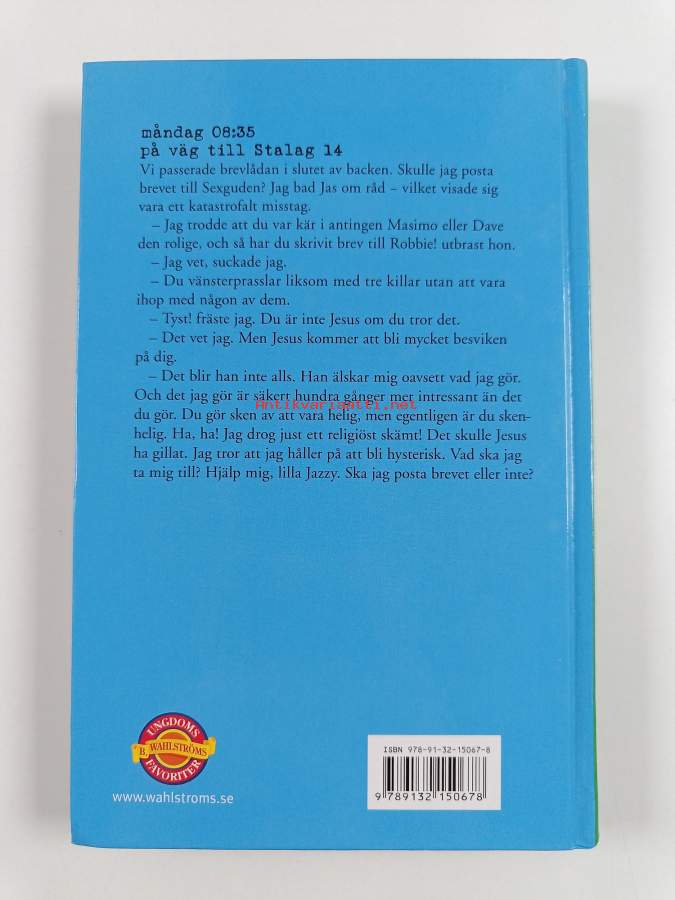 måndag 08:35
på väg till Stalag 14
Vi passerade brevlådan i slutet av backen. Skulle jag posta
brevet till Sexguden? Jag bad Jas om råd – vilket visade sig
vara ett katastrofalt misstag.
– Jag trodde att du var kär i antingen Masimo eller Dave
den rolige, och så har du skrivit brev till Robbie! utbrast hon.
– Jag vet, suckade jag.
– Du vänsterprasslar liksom med tre killar utan att vara
ihop med någon av dem.
– Tyst! fräste jag. Du är inte Jesus om du tror det.
– Det vet jag. Men Jesus kommer att bli mycket besviken
på dig.
– Det blir han inte alls. Han älskar mig oavsett vad jag gör.
Och det jag gör är säkert hundra gånger mer intressant än det
Antikvariaatti.net
du gör. Du gör sken av att vara helig, men egentligen är du sken-
helig. Ha, ha! Jag drog just ett religiöst skämt! Det skulle Jesus
ha gillat. Jag tror att jag håller på att bli hysterisk. Vad ska jag
ta mig till? Hjälp mig, lilla Jazzy. Ska jag posta brevet eller inte?
UNGDOMS
B. WAHLSTRÖMS
FAVORITER
www.wahlstroms.se
ISBN 978-91-32-15067-8
9 789132 150678